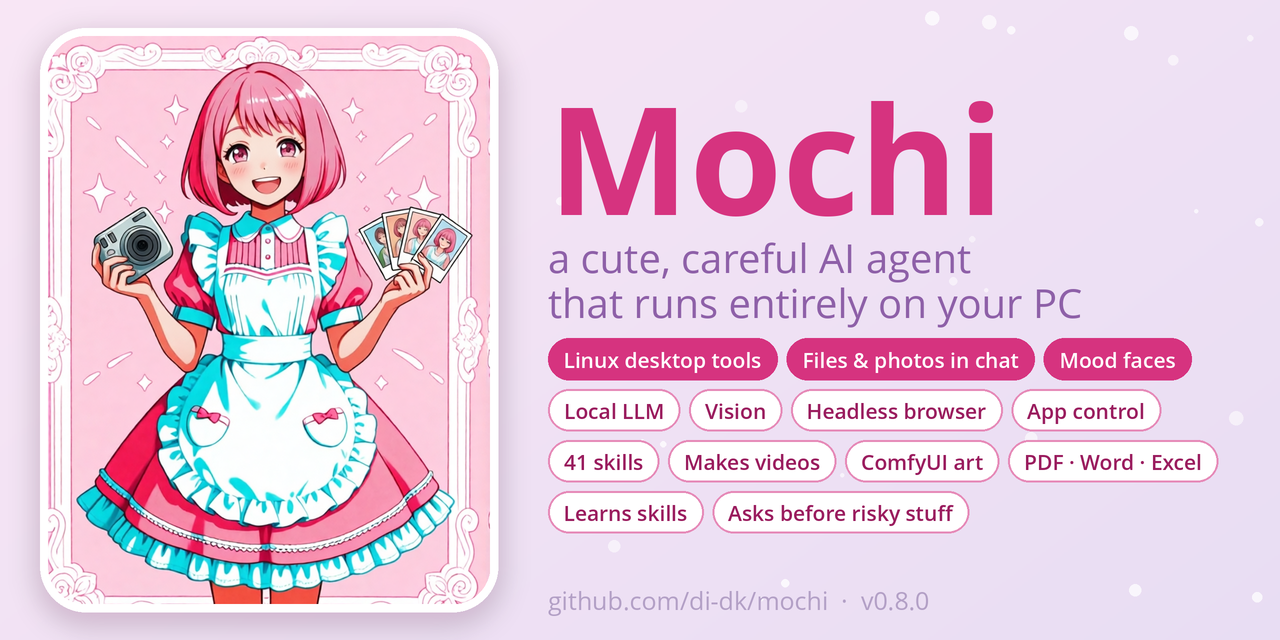 Mochi
a cute, careful AI agent
that runs entirely on your PC
Linux desktop tools Files & photos in chat Mood faces
Local LLM Vision Headless browser App control
41 skills Makes videos ComfyUI art PDF · Word · Excel
Learns skills Asks before risky stuff
github.com/di-dk/mochi · v0.8.0